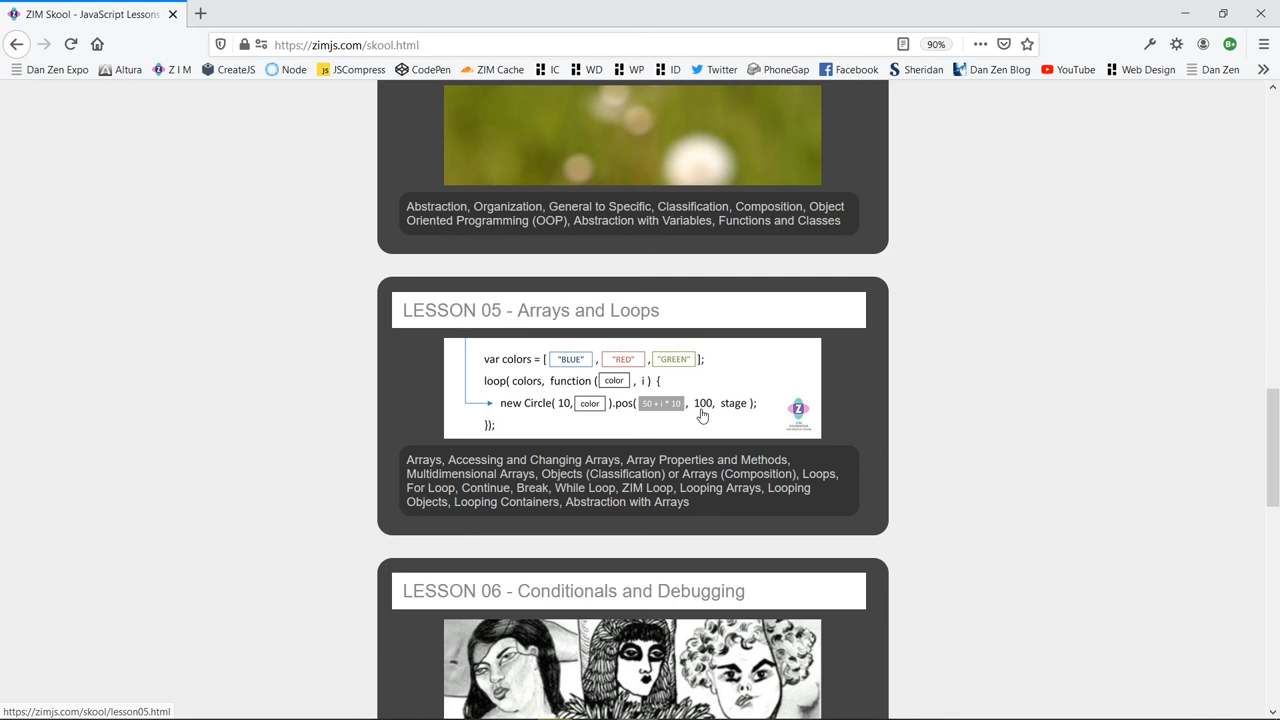 ZIM Skool - JavaScript Lessons
https://zimjs.com/skool.html
90%
Dan Zen Expo Altura Z I M CreateJS Node JSCompress CodePen ZIM Cache IC WD WP ID Twitter PhoneGap Facebook Sheridan Dan Zen Blog YouTube Web Design Dan Zen
Abstraction, Organization, General to Specific, Classification, Composition, Object
Oriented Programming (OOP), Abstraction with Variables, Functions and Classes
LESSON 05 - Arrays and Loops
var colors = [ "BLUE" , "RED" , "GREEN" ];
loop( colors, function ( color , i ) {
new Circle( 10, color ).pos( 50 + i * 10 , 100, stage );
});
Arrays, Accessing and Changing Arrays, Array Properties and Methods,
Multidimensional Arrays, Objects (Classification) or Arrays (Composition), Loops,
For Loop, Continue, Break, While Loop, ZIM Loop, Looping Arrays, Looping
Objects, Looping Containers, Abstraction with Arrays
LESSON 06 - Conditionals and Debugging
https://zimjs.com/skool/lesson05.html